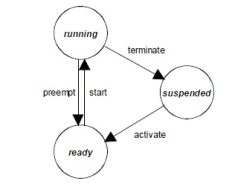 running
terminate
preempt
start
suspended
activate
ready